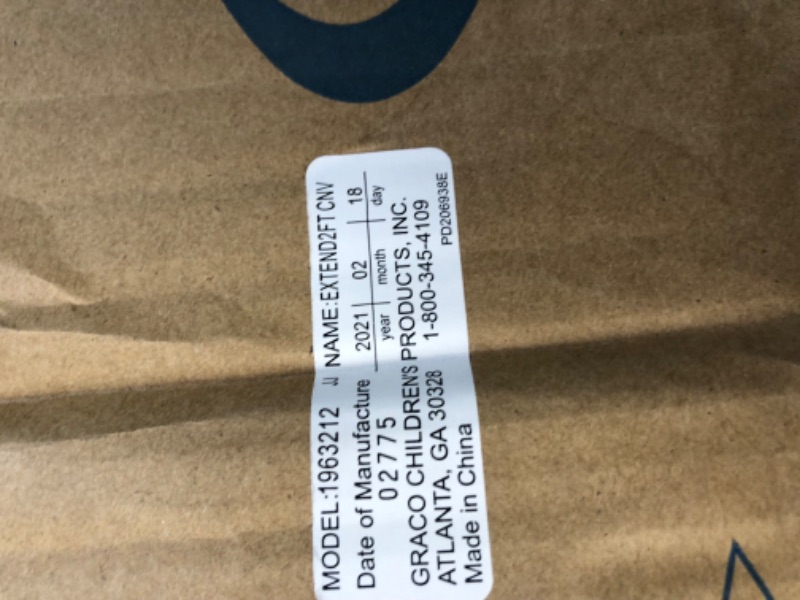 MODEL:1963212 JJ NAME:EXTEND2FT CNV
Date of Manufacture 2021 | 02 | 18
02775 year month day
GRACO CHILDREN'S PRODUCTS, INC.
ATLANTA, GA 30328 1-800-345-4109
Made in China PD206938E